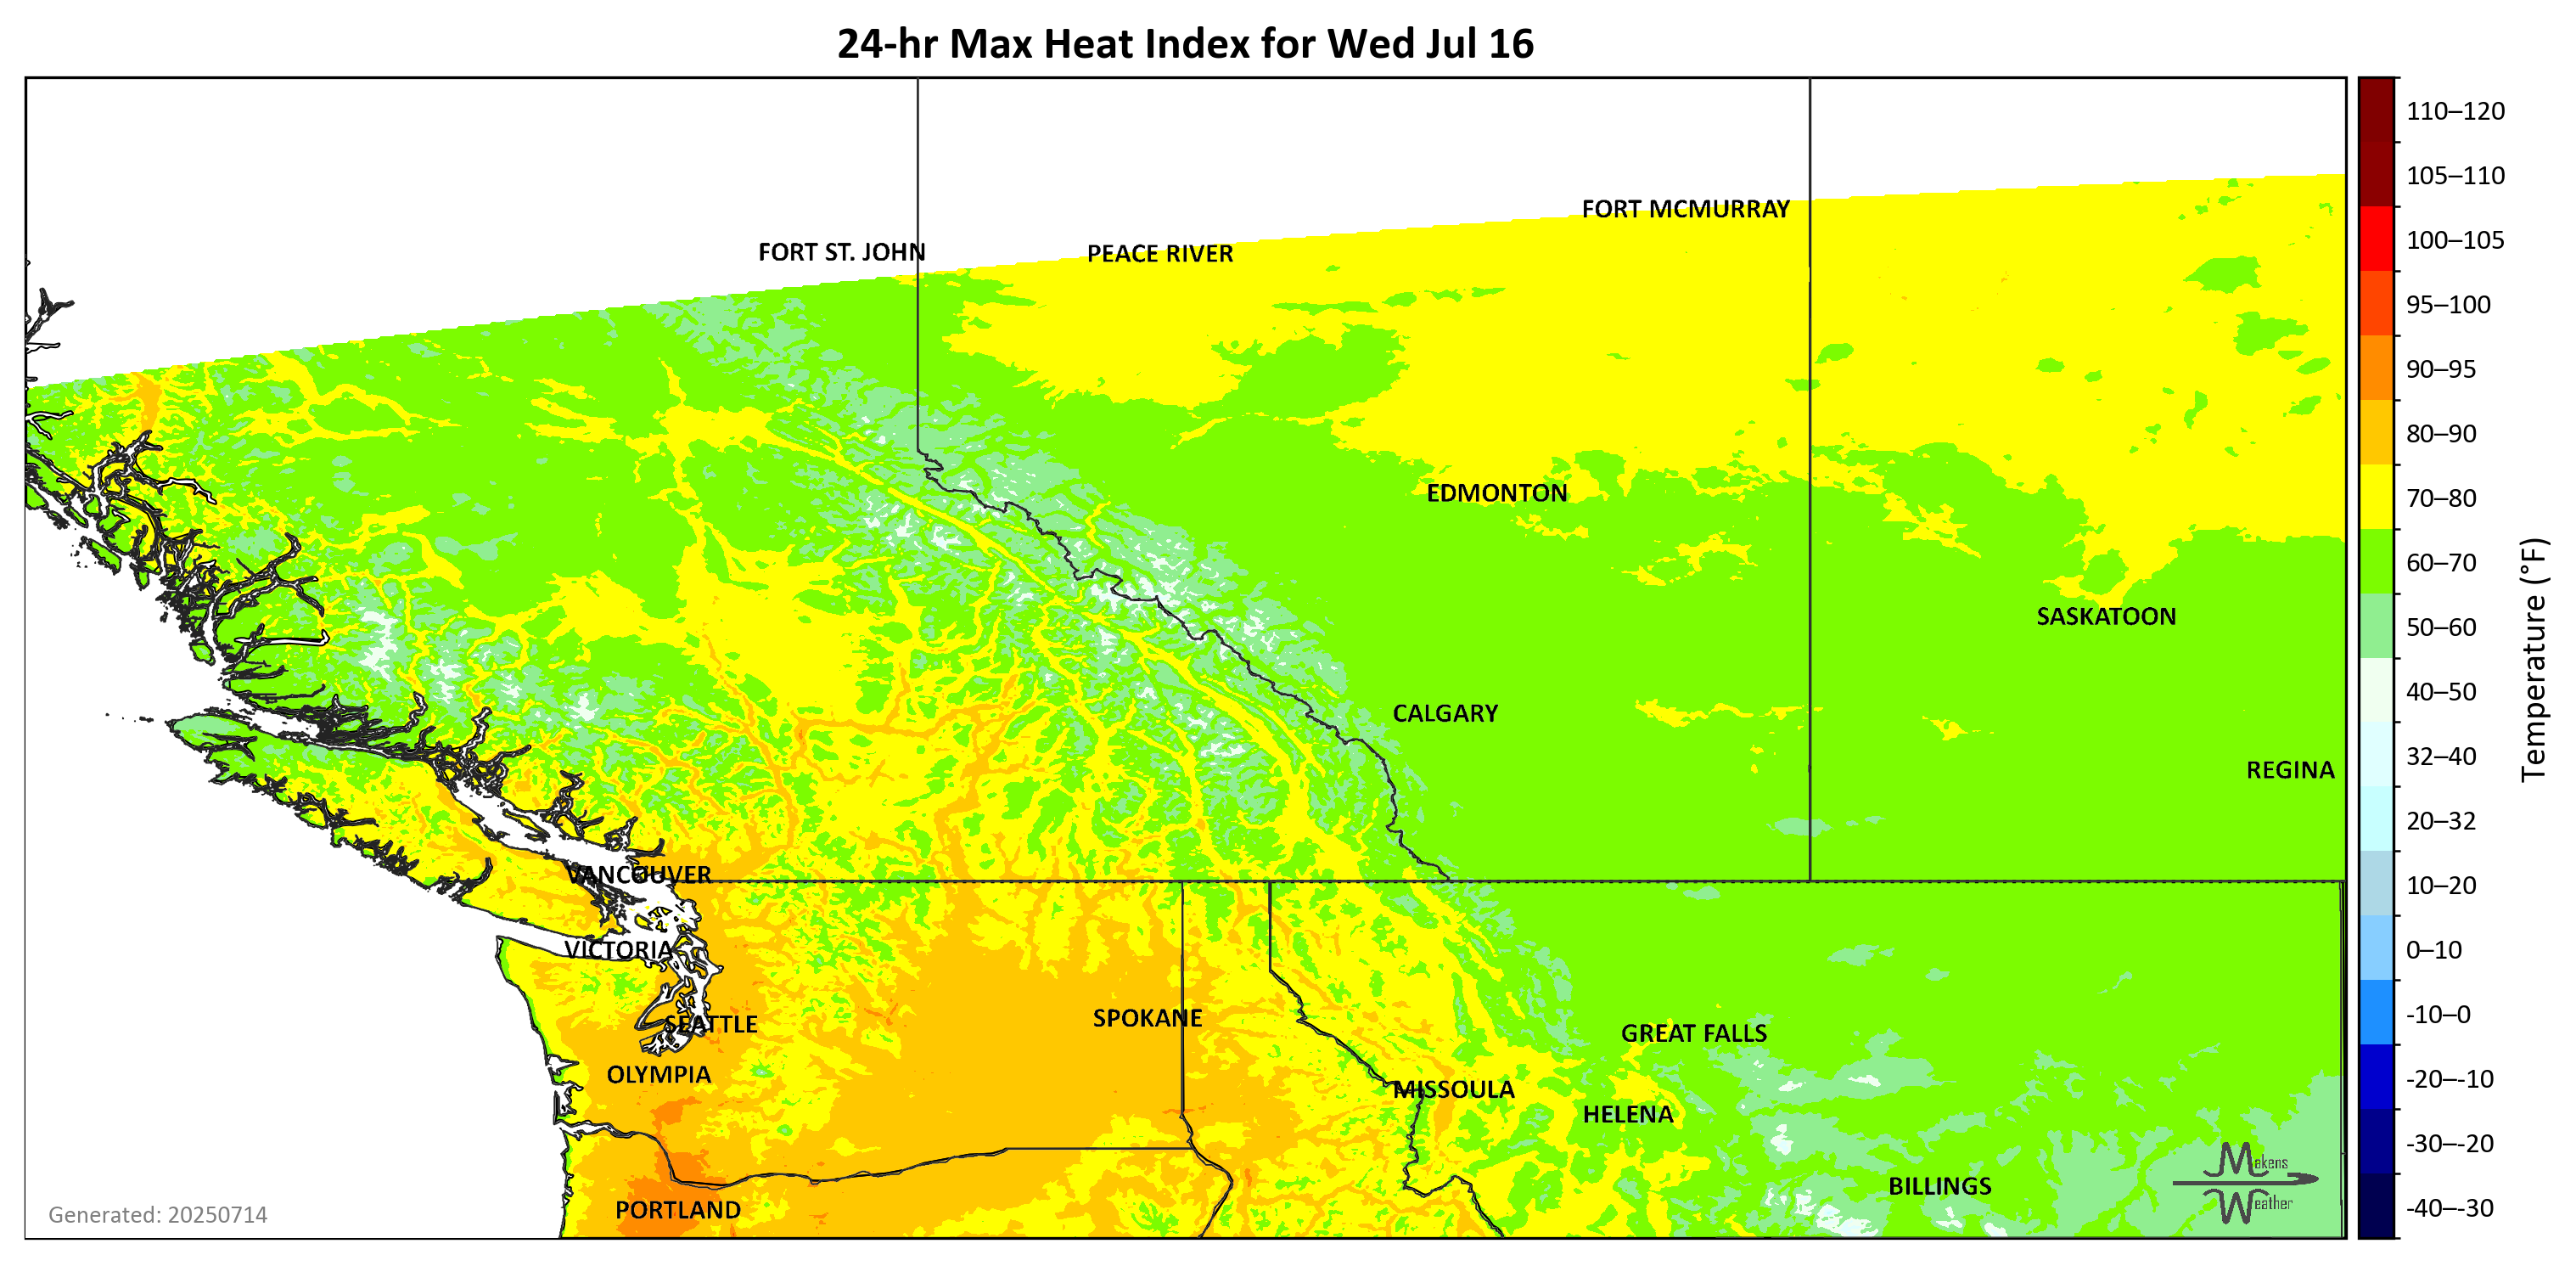 24-hr Max Heat Index for Wed Jul 16
110–120
105–110
FORT MCMURRAY
100–105
FORT ST. JOHN
PEACE RIVER
95–100
90–95
80–90
EDMONTON
70–80
60–70
SASKATOON
50–60
40–50
CALGARY
32–40
REGINA
20–32
VANCOUVER
10–20
VICTORIA
0–10
SPOKANE
SEATTLE
-10–0
GREAT FALLS
OLYMPIA
-20–-10
MISSOULA
HELENA
-30–-20
Makens
Weather
BILLINGS
PORTLAND
-40–-30
Generated: 20250714
Temperature (°F)